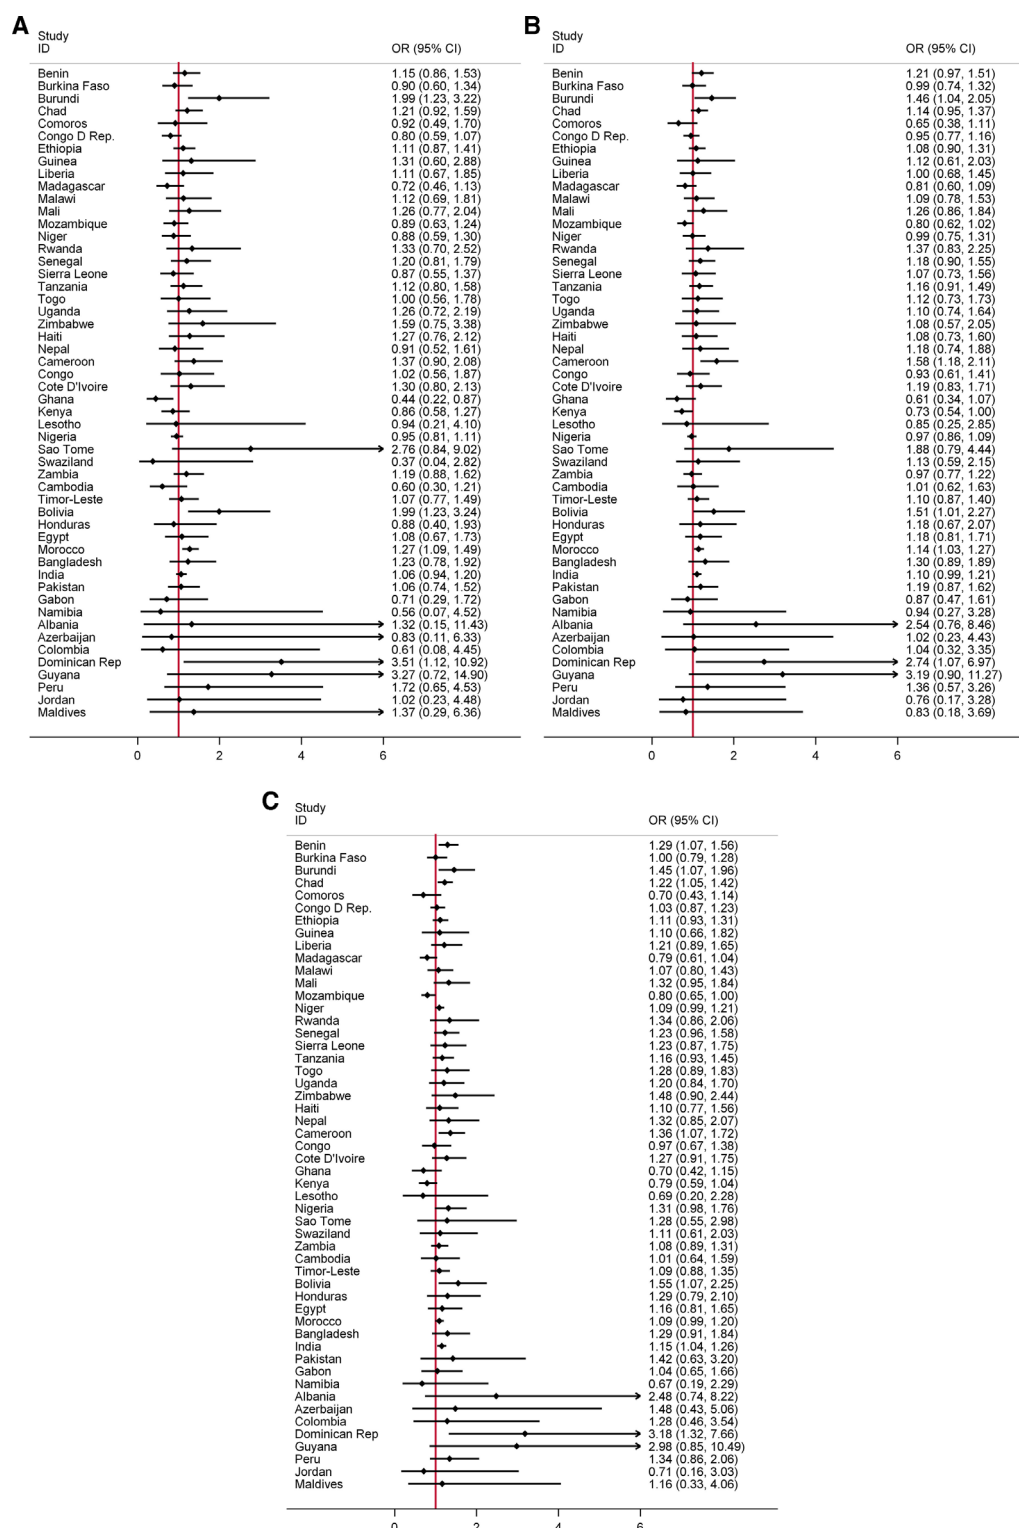 A
Study
ID OR (95% CI)
Benin 1.15 (0.86, 1.53)
Burkina Faso 0.90 (0.60, 1.34)
Burundi 1.99 (1.23, 3.22)
Chad 1.21 (0.92, 1.59)
Comoros 0.92 (0.49, 1.70)
Congo D Rep. 0.80 (0.59, 1.07)
Ethiopia 1.11 (0.87, 1.41)
Guinea 1.31 (0.60, 2.88)
Liberia 1.11 (0.67, 1.85)
Madagascar 0.72 (0.46, 1.13)
Malawi 1.12 (0.69, 1.81)
Mali 1.26 (0.77, 2.04)
Mozambique 0.89 (0.63, 1.24)
Niger 0.88 (0.59, 1.30)
Rwanda 1.33 (0.70, 2.52)
Senegal 1.20 (0.81, 1.79)
Sierra Leone 0.87 (0.55, 1.37)
Tanzania 1.12 (0.80, 1.58)
Togo 1.00 (0.56, 1.78)
Uganda 1.26 (0.72, 2.19)
Zimbabwe 1.59 (0.75, 3.38)
Haiti 1.27 (0.76, 2.12)
Nepal 0.91 (0.52, 1.61)
Cameroon 1.37 (0.90, 2.08)
Congo 1.02 (0.56, 1.87)
Cote D'Ivoire 1.30 (0.80, 2.13)
Ghana 0.44 (0.22, 0.87)
Kenya 0.86 (0.58, 1.27)
Lesotho 0.94 (0.21, 4.10)
Nigeria 0.95 (0.81, 1.11)
Sao Tome 2.76 (0.84, 9.02)
Swaziland 0.37 (0.04, 2.82)
Zambia 1.19 (0.88, 1.62)
Cambodia 0.60 (0.30, 1.21)
Timor-Leste 1.07 (0.77, 1.49)
Bolivia 1.99 (1.23, 3.24)
Honduras 0.88 (0.40, 1.93)
Egypt 1.08 (0.67, 1.73)
Morocco 1.27 (1.09, 1.49)
Bangladesh 1.23 (0.78, 1.92)
India 1.06 (0.94, 1.20)
Pakistan 1.06 (0.74, 1.52)
Gabon 0.71 (0.29, 1.72)
Namibia 0.56 (0.07, 4.52)
Albania 1.32 (0.15, 11.43)
Azerbaijan 0.83 (0.11, 6.33)
Colombia 0.61 (0.08, 4.45)
Dominican Rep 3.51 (1.12, 10.92)
Guyana 3.27 (0.72, 14.90)
Peru 1.72 (0.65, 4.53)
Jordan 1.02 (0.23, 4.48)
Maldives 1.37 (0.29, 6.36)
0 2 4 6
B
Study
ID OR (95% CI)
Benin 1.21 (0.97, 1.51)
Burkina Faso 0.99 (0.74, 1.32)
Burundi 1.46 (1.04, 2.05)
Chad 1.14 (0.95, 1.37)
Comoros 0.65 (0.38, 1.11)
Congo D Rep. 0.95 (0.77, 1.16)
Ethiopia 1.08 (0.90, 1.31)
Guinea 1.12 (0.61, 2.03)
Liberia 1.00 (0.68, 1.45)
Madagascar 0.81 (0.60, 1.09)
Malawi 1.09 (0.78, 1.53)
Mali 1.26 (0.86, 1.84)
Mozambique 0.80 (0.62, 1.02)
Niger 0.99 (0.75, 1.31)
Rwanda 1.37 (0.83, 2.25)
Senegal 1.18 (0.90, 1.55)
Sierra Leone 1.07 (0.73, 1.56)
Tanzania 1.16 (0.91, 1.49)
Togo 1.12 (0.73, 1.73)
Uganda 1.10 (0.74, 1.64)
Zimbabwe 1.08 (0.57, 2.05)
Haiti 1.08 (0.73, 1.60)
Nepal 1.18 (0.74, 1.88)
Cameroon 1.58 (1.18, 2.11)
Congo 0.93 (0.61, 1.41)
Cote D'Ivoire 1.19 (0.83, 1.71)
Ghana 0.61 (0.34, 1.07)
Kenya 0.73 (0.54, 1.00)
Lesotho 0.85 (0.25, 2.85)
Nigeria 0.97 (0.86, 1.09)
Sao Tome 1.88 (0.79, 4.44)
Swaziland 1.13 (0.59, 2.15)
Zambia 0.97 (0.77, 1.22)
Cambodia 1.01 (0.62, 1.63)
Timor-Leste 1.10 (0.87, 1.40)
Bolivia 1.51 (1.01, 2.27)
Honduras 1.18 (0.67, 2.07)
Egypt 1.18 (0.81, 1.71)
Morocco 1.14 (1.03, 1.27)
Bangladesh 1.30 (0.89, 1.89)
India 1.10 (0.99, 1.21)
Pakistan 1.19 (0.87, 1.62)
Gabon 0.87 (0.47, 1.61)
Namibia 0.94 (0.27, 3.28)
Albania 2.54 (0.76, 8.46)
Azerbaijan 1.02 (0.23, 4.43)
Colombia 1.04 (0.32, 3.35)
Dominican Rep 2.74 (1.07, 6.97)
Guyana 3.19 (0.90, 11.27)
Peru 1.36 (0.57, 3.26)
Jordan 0.76 (0.17, 3.28)
Maldives 0.83 (0.18, 3.69)
0 2 4 6
C
Study
ID OR (95% CI)
Benin 1.29 (1.07, 1.56)
Burkina Faso 1.00 (0.79, 1.28)
Burundi 1.45 (1.07, 1.96)
Chad 1.22 (1.05, 1.42)
Comoros 0.70 (0.43, 1.14)
Congo D Rep. 1.03 (0.87, 1.23)
Ethiopia 1.11 (0.93, 1.31)
Guinea 1.10 (0.66, 1.82)
Liberia 1.21 (0.89, 1.65)
Madagascar 0.79 (0.61, 1.04)
Malawi 1.07 (0.80, 1.43)
Mali 1.32 (0.95, 1.84)
Mozambique 0.80 (0.65, 1.00)
Niger 1.09 (0.99, 1.21)
Rwanda 1.34 (0.86, 2.06)
Senegal 1.23 (0.96, 1.58)
Sierra Leone 1.23 (0.87, 1.75)
Tanzania 1.16 (0.93, 1.45)
Togo 1.28 (0.89, 1.83)
Uganda 1.20 (0.84, 1.70)
Zimbabwe 1.48 (0.90, 2.44)
Haiti 1.10 (0.77, 1.56)
Nepal 1.32 (0.85, 2.07)
Cameroon 1.36 (1.07, 1.72)
Congo 0.97 (0.67, 1.38)
Cote D'Ivoire 1.27 (0.91, 1.75)
Ghana 0.70 (0.42, 1.15)
Kenya 0.79 (0.59, 1.04)
Lesotho 0.69 (0.20, 2.28)
Nigeria 1.31 (0.98, 1.76)
Sao Tome 1.28 (0.55, 2.98)
Swaziland 1.11 (0.61, 2.03)
Zambia 1.08 (0.89, 1.31)
Cambodia 1.01 (0.64, 1.59)
Timor-Leste 1.09 (0.88, 1.35)
Bolivia 1.55 (1.07, 2.25)
Honduras 1.29 (0.79, 2.10)
Egypt 1.16 (0.81, 1.65)
Morocco 1.09 (0.99, 1.20)
Bangladesh 1.29 (0.91, 1.84)
India 1.15 (1.04, 1.26)
Pakistan 1.42 (0.63, 3.20)
Gabon 1.04 (0.65, 1.66)
Namibia 0.67 (0.19, 2.29)
Albania 2.48 (0.74, 8.22)
Azerbaijan 1.48 (0.43, 5.06)
Colombia 1.28 (0.46, 3.54)
Dominican Rep 3.18 (1.32, 7.66)
Guyana 2.98 (0.85, 10.49)
Peru 1.34 (0.86, 2.06)
Jordan 0.71 (0.16, 3.03)
Maldives 1.16 (0.33, 4.06)
0 2 4 6